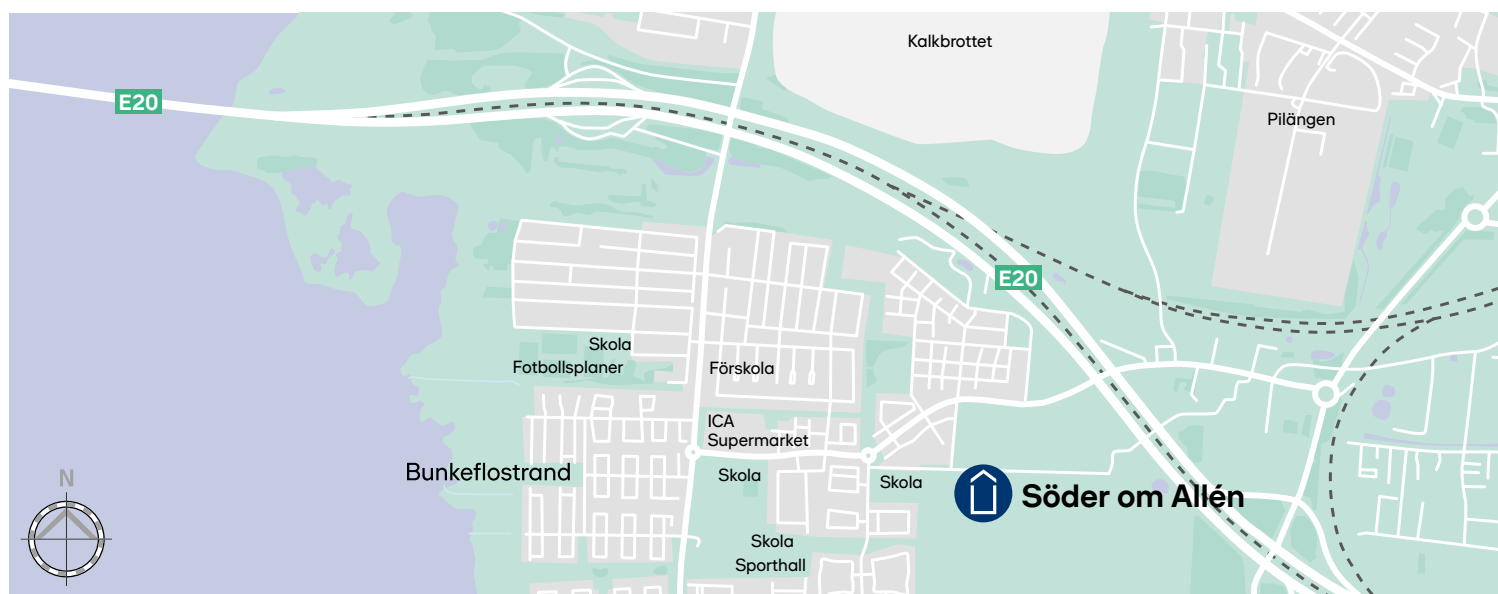 Kalkbrottet
E20
Pilängen
E20
Skola
Fotbollsplaner
Förskola
ICA
Supermarket
Bunkeflostrand
Skola
Skola
Söder om Allén
N
Skola
Sporthall